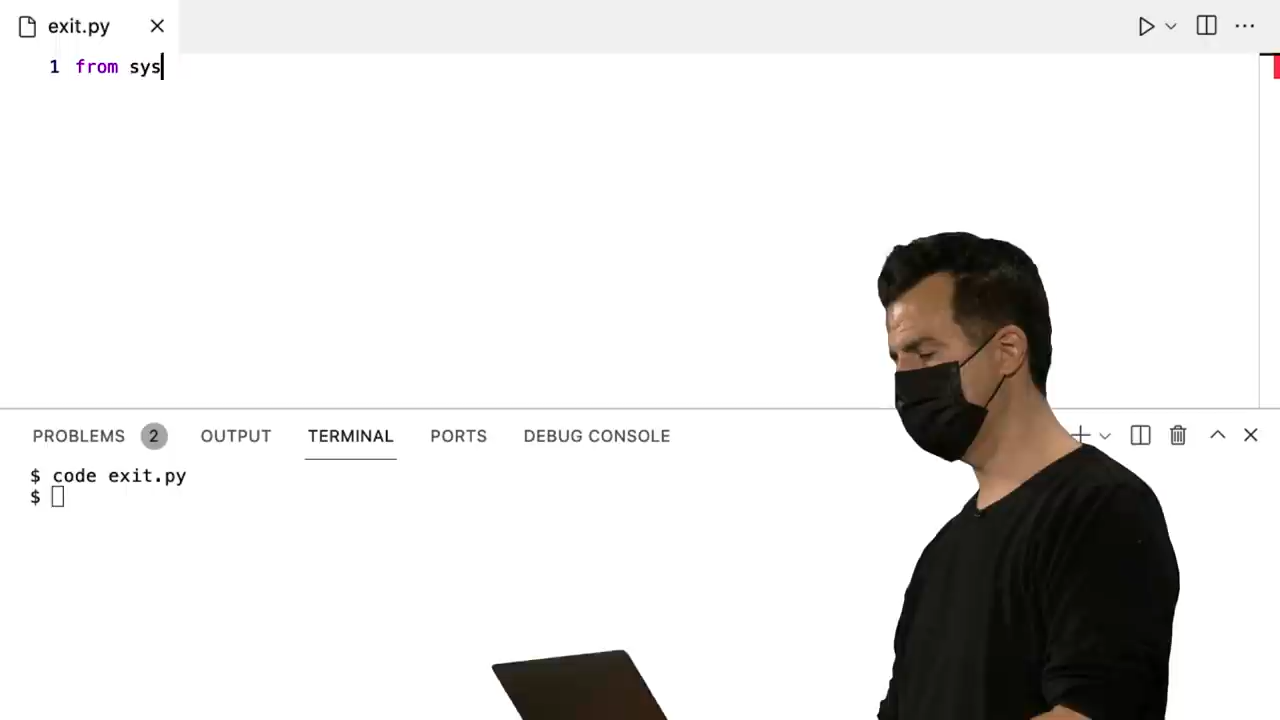 exit.py
1 from sys
PROBLEMS 2 OUTPUT TERMINAL PORTS DEBUG CONSOLE
$ code exit.py
$